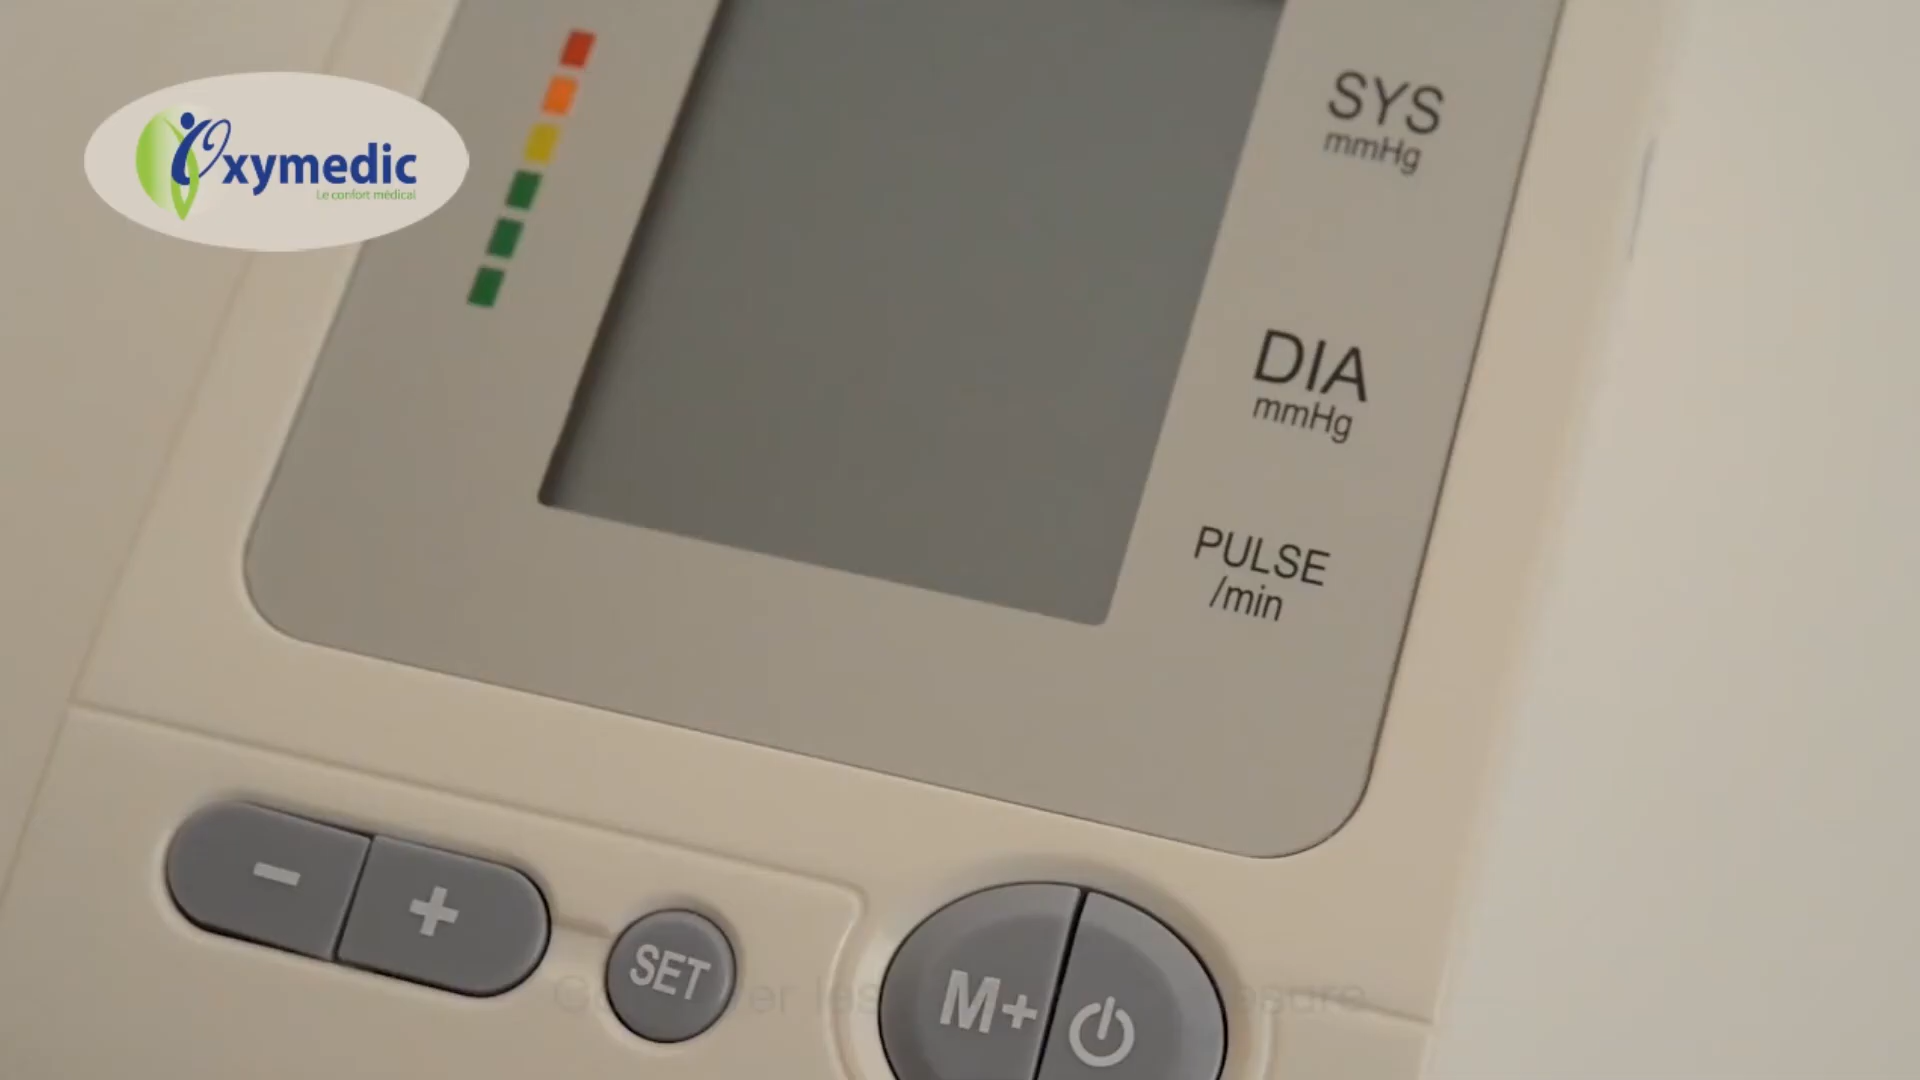 Oxymedic
Le confort médical
SYS
mmHg
DIA
mmHg
PULSE
/min
− +
SET
M+